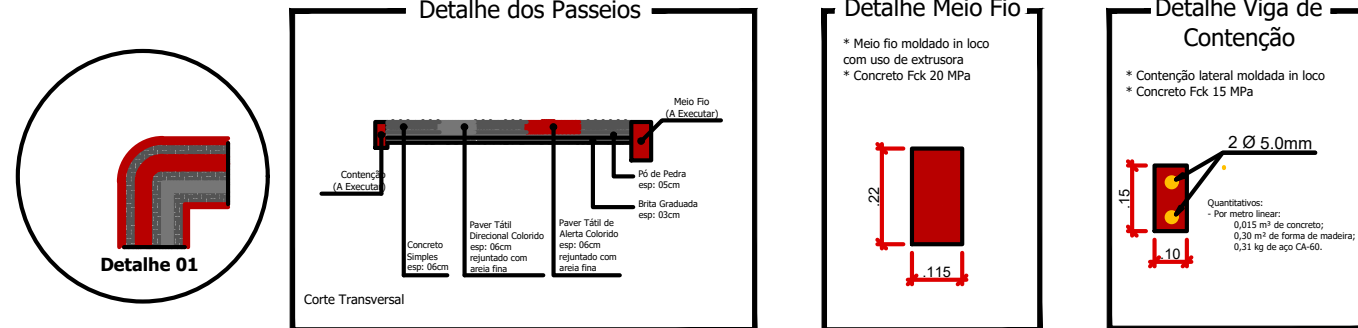 Detalhe 01
Detalhe dos Passeios
Meio Fio
(A Executar)
Contenção
(A Executar)
Pó de Pedra
esp: 05cm
Brita Graduada
esp: 03cm
Concreto
Simples
esp: 06cm
Paver Tátil
Direcional Colorido
esp: 06cm
rejuntado com
areia fina
Paver Tátil de
Alerta Colorido
esp: 06cm
rejuntado com
areia fina
Corte Transversal
Detalhe Meio Fio
* Meio fio moldado in loco
com uso de extrusora
* Concreto Fck 20 MPa
.22
.115
Detalhe Viga de
Contenção
* Contenção lateral moldada in loco
* Concreto Fck 15 MPa
2 Ø 5.0mm
.15
.10
Quantitativos:
- Por metro linear:
0,015 m³ de concreto;
0,30 m² de forma de madeira;
0,31 kg de aço CA-60.